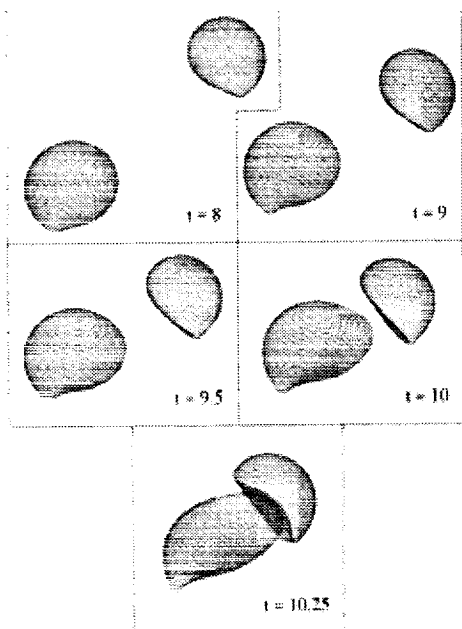 t = 8
t = 9
t = 9.5
t = 10
t = 10.25